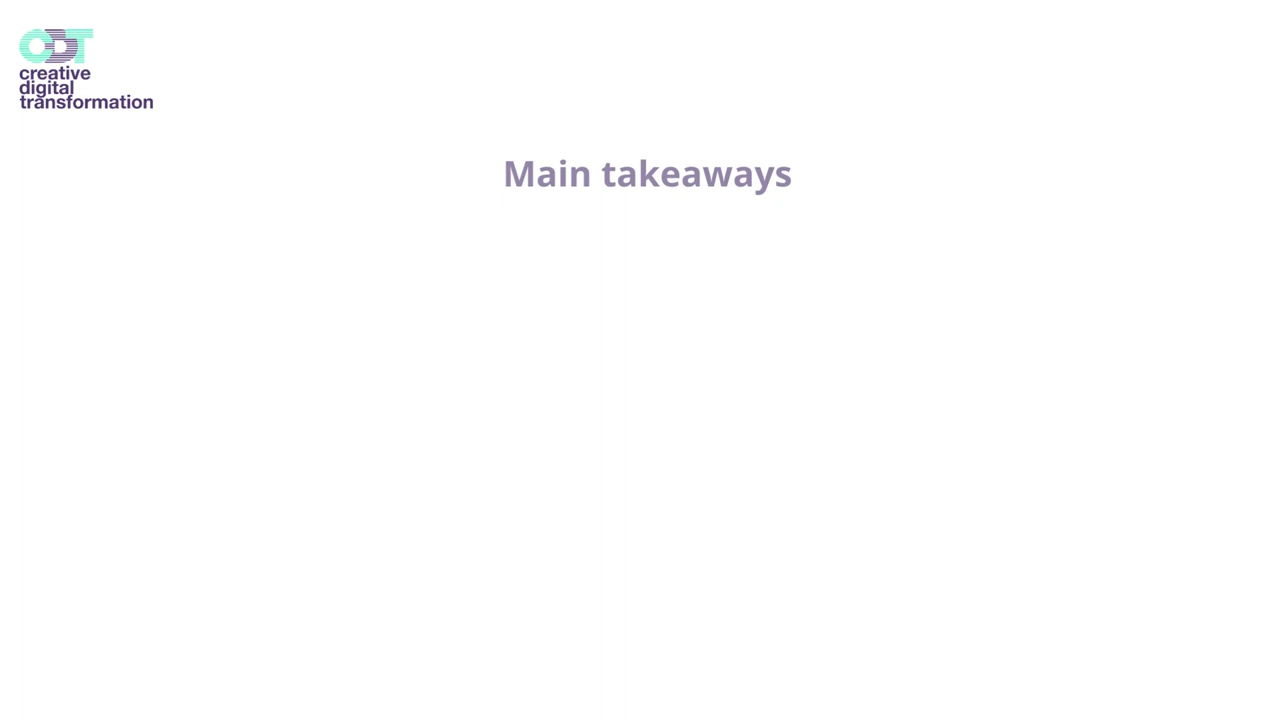 CDT
creative
digital
transformation
Main takeaways